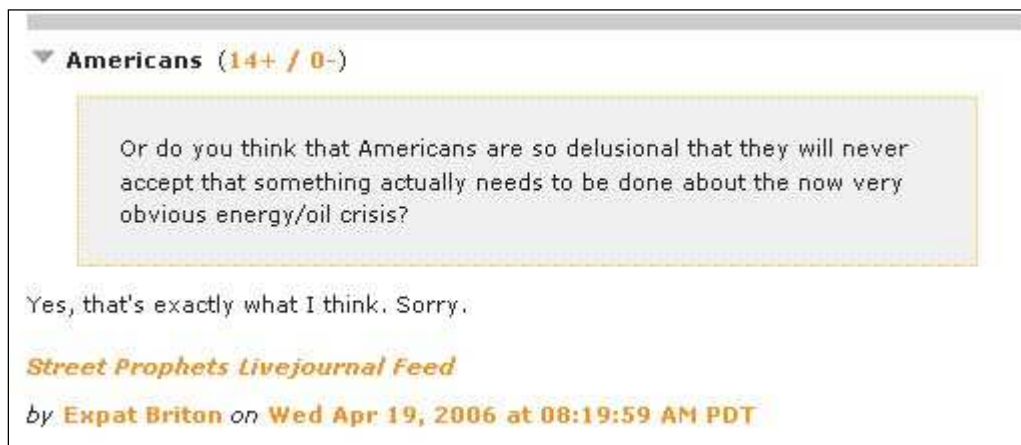 Americans (14+ / 0-)
Or do you think that Americans are so delusional that they will never
accept that something actually needs to be done about the now very
obvious energy/oil crisis?
Yes, that's exactly what I think. Sorry.
Street Prophets Livejournal Feed
by Expat Briton on Wed Apr 19, 2006 at 08:19:59 AM PDT